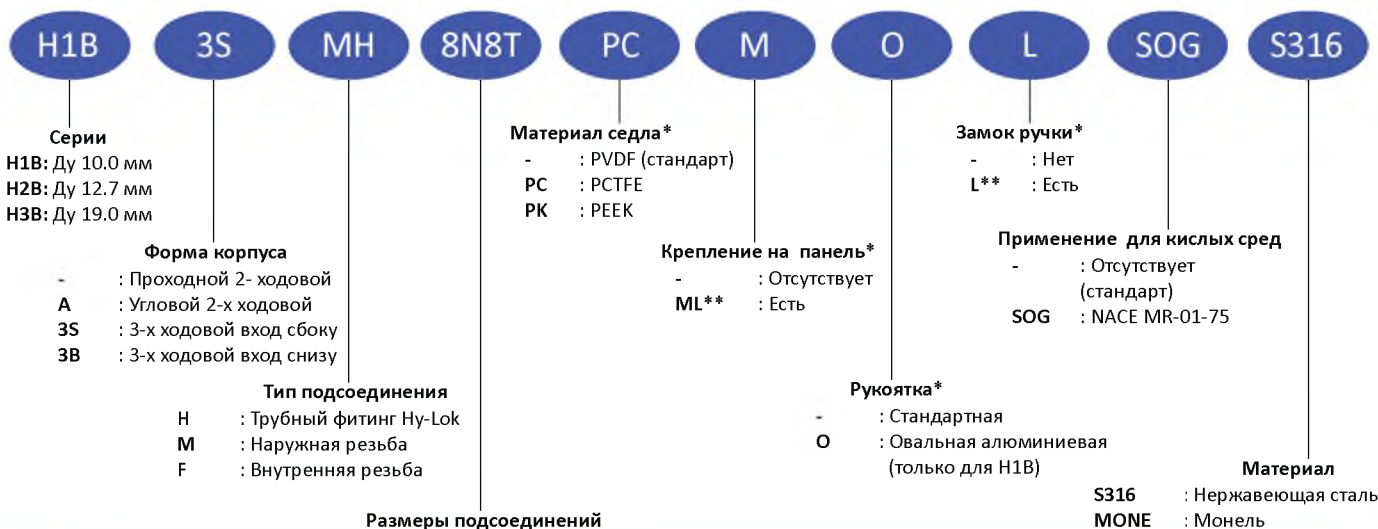 H1B 3S MH 8N8T PC M O L SOG S316
Серии
H1B: Ду 10.0 мм
H2B: Ду 12.7 мм
H3B: Ду 19.0 мм
Форма корпуса
- : Проходной 2- ходовой
A : Угловой 2-х ходовой
3S : 3-х ходовой вход сбоку
3B : 3-х ходовой вход снизу
Тип подсоединения
H : Трубный фитинг Hy-Lok
M : Наружная резьба
F : Внутренняя резьба
Размеры подсоединений
Материал седла*
- : PVDF (стандарт)
PC : PCTFE
PK : PEEK
Крепление на панель*
- : Отсутствует
ML** : Есть
Рукоятка*
- : Стандартная
O : Овальная алюминиевая
(только для H1B)
Замок ручки*
- : Нет
L** : Есть
Применение для кислых сред
- : Отсутствует
(стандарт)
SOG : NACE MR-01-75
Материал
S316 : Нержавеющая сталь
MONE : Монель